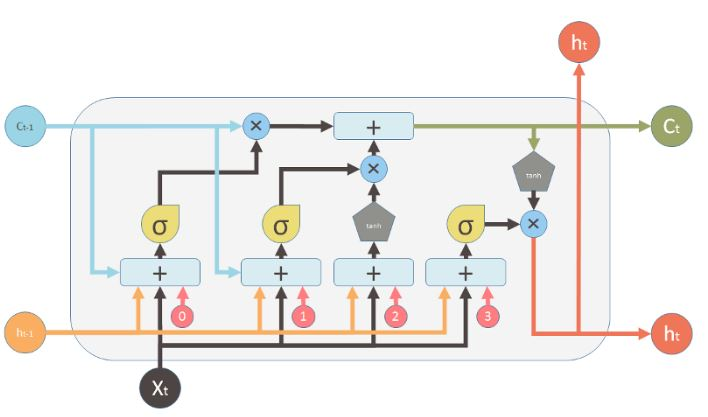 hₜ
Cₜ₋₁
×
+
Cₜ
×
tanh
σ
σ
tanh
σ
×
+
+
+
+
0
1
2
3
hₜ₋₁
hₜ
Xₜ